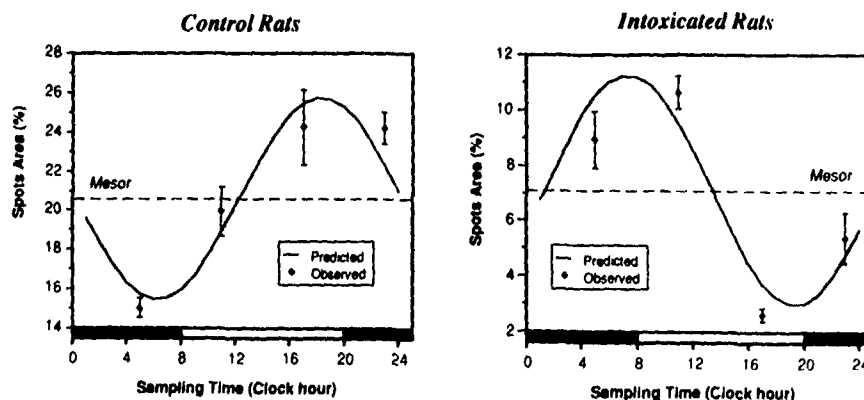 Control Rats
Spots Area (%)
28
26
24
22
20
18
16
14
Mesor
Predicted
Observed
0 4 8 12 16 20 24
Sampling Time (Clock hour)
Intoxicated Rats
Spots Area (%)
12
10
8
6
4
2
Mesor
Predicted
Observed
0 4 8 12 16 20 24
Sampling Time (Clock hour)